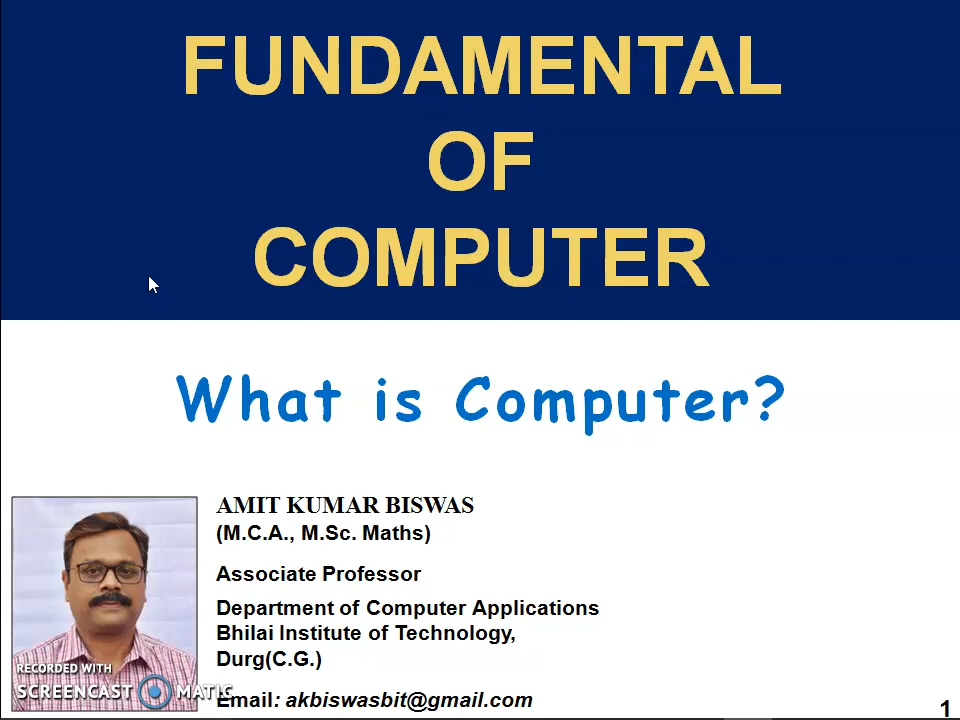 FUNDAMENTAL
OF
COMPUTER
What is Computer?
AMIT KUMAR BISWAS
(M.C.A., M.Sc. Maths)
Associate Professor
Department of Computer Applications
Bhilai Institute of Technology,
Durg(C.G.)
Email: akbiswasbit@gmail.com
RECORDED WITH
SCREENCAST MATIC
1